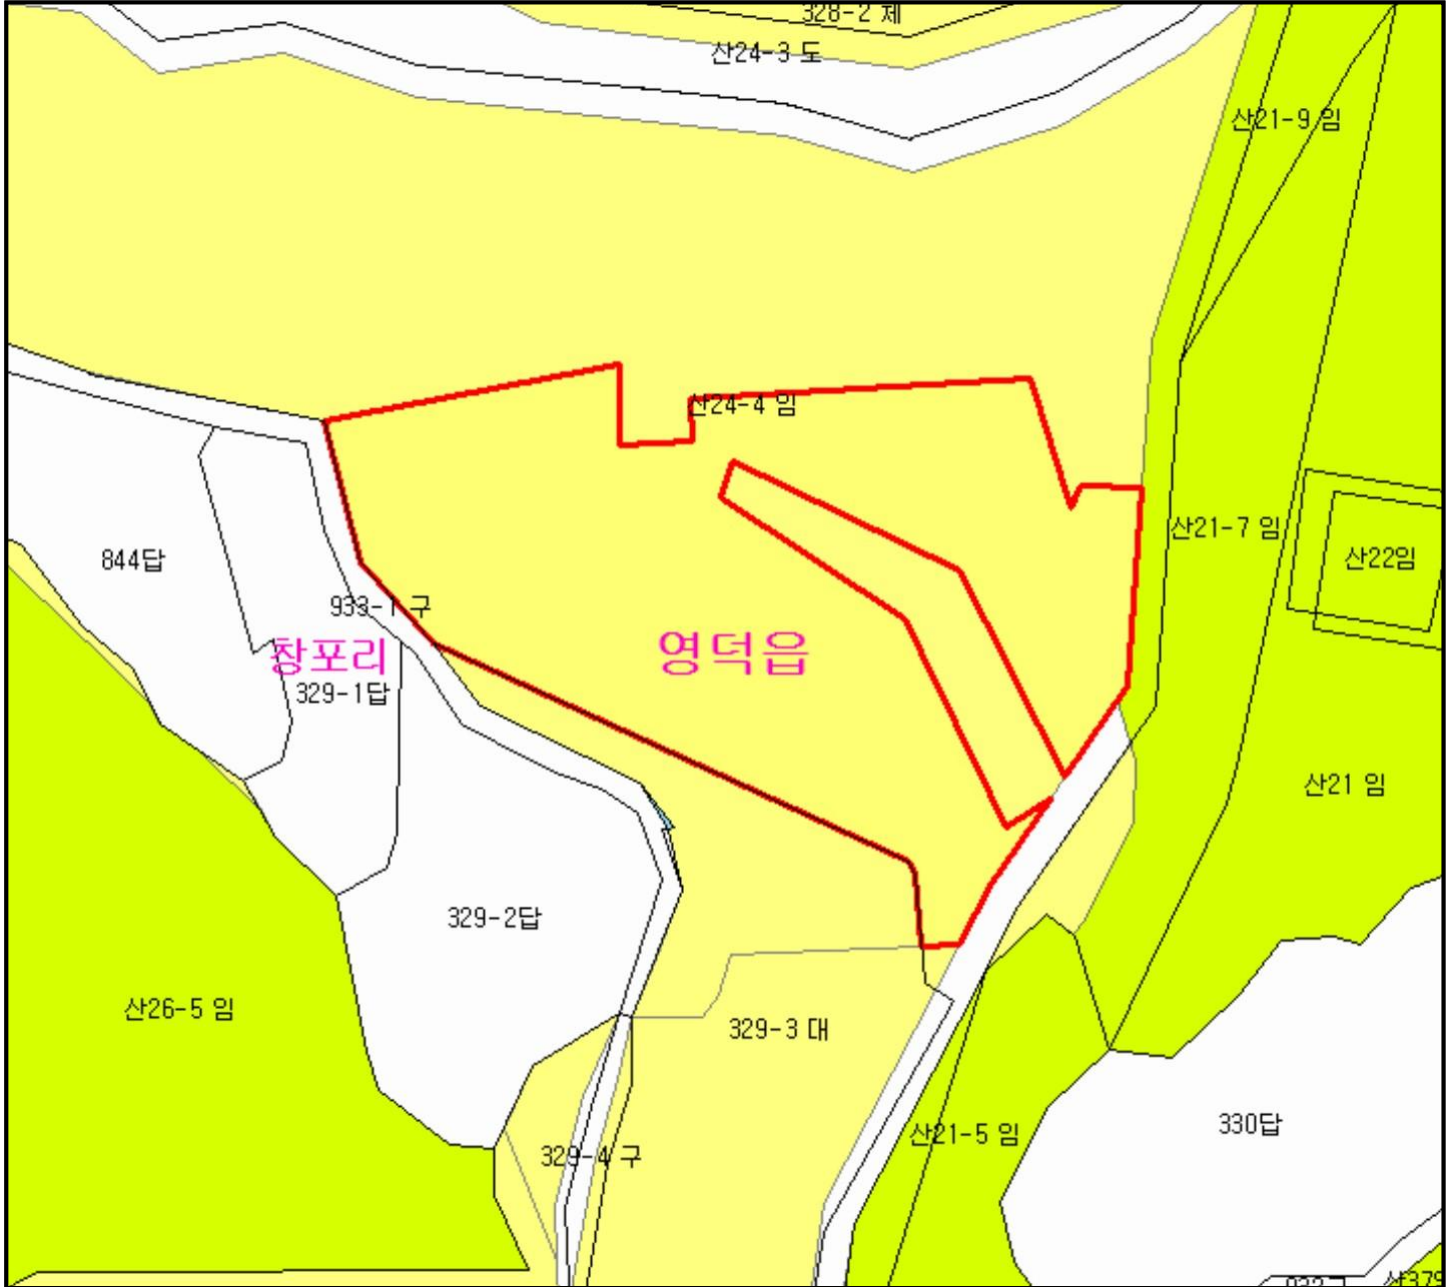 328-2 제
산24-3 도
산21-9 임
산24-4 임
산21-7 임
산22임
844답
933-1 구
창포리
영덕읍
329-1답
산21 임
329-2답
산26-5 임
329-3 대
330답
산21-5 임
329-4 구